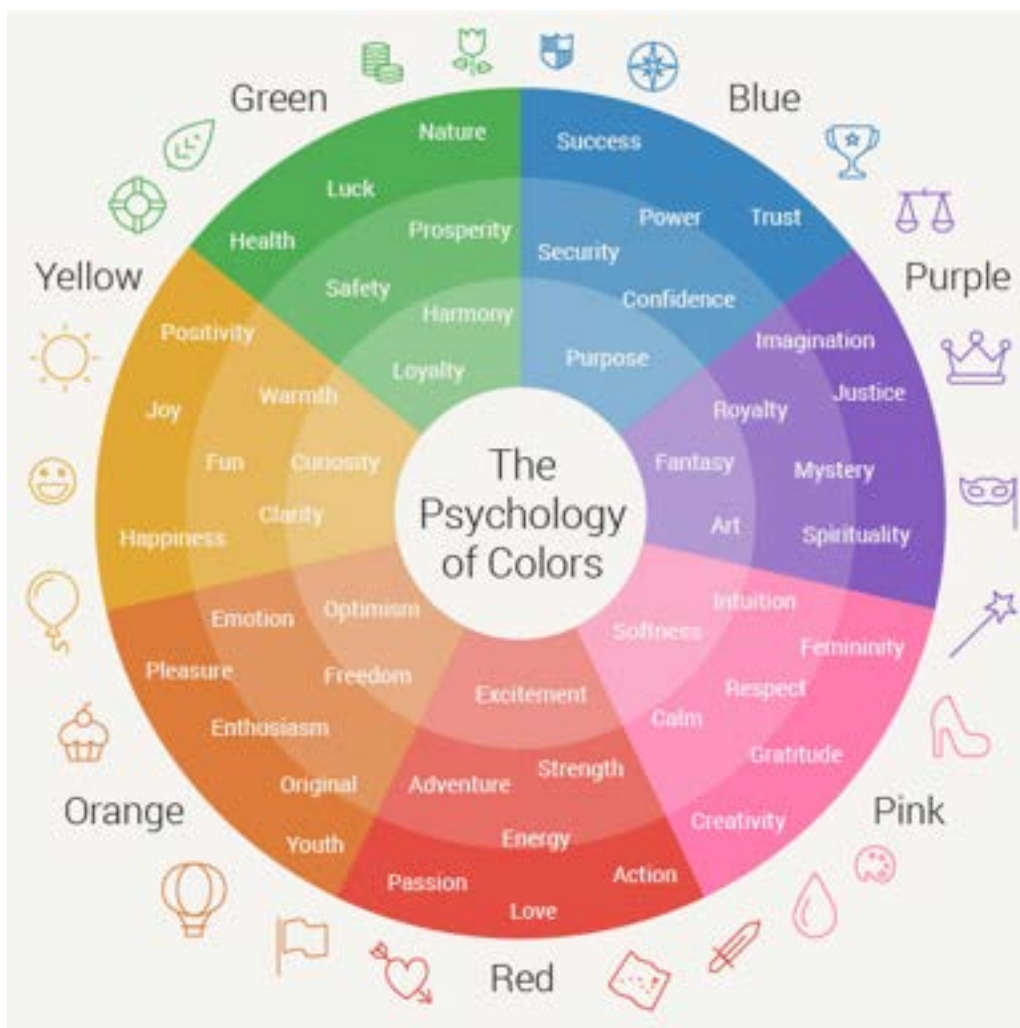 Green
Blue
Yellow
Purple
Orange
Pink
Red
The
Psychology
of Colors
Nature
Luck
Health
Prosperity
Safety
Harmony
Loyalty
Success
Power
Trust
Security
Confidence
Purpose
Imagination
Justice
Royalty
Fantasy
Mystery
Art
Spirituality
Intuition
Softness
Femininity
Respect
Calm
Gratitude
Creativity
Excitement
Strength
Adventure
Energy
Action
Passion
Love
Optimism
Emotion
Freedom
Pleasure
Enthusiasm
Original
Youth
Positivity
Warmth
Joy
Fun
Curiosity
Clarity
Happiness